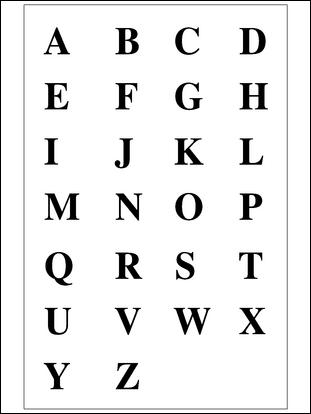 A B C D
E F G H
I J K L
M N O P
Q R S T
U V W X
Y Z